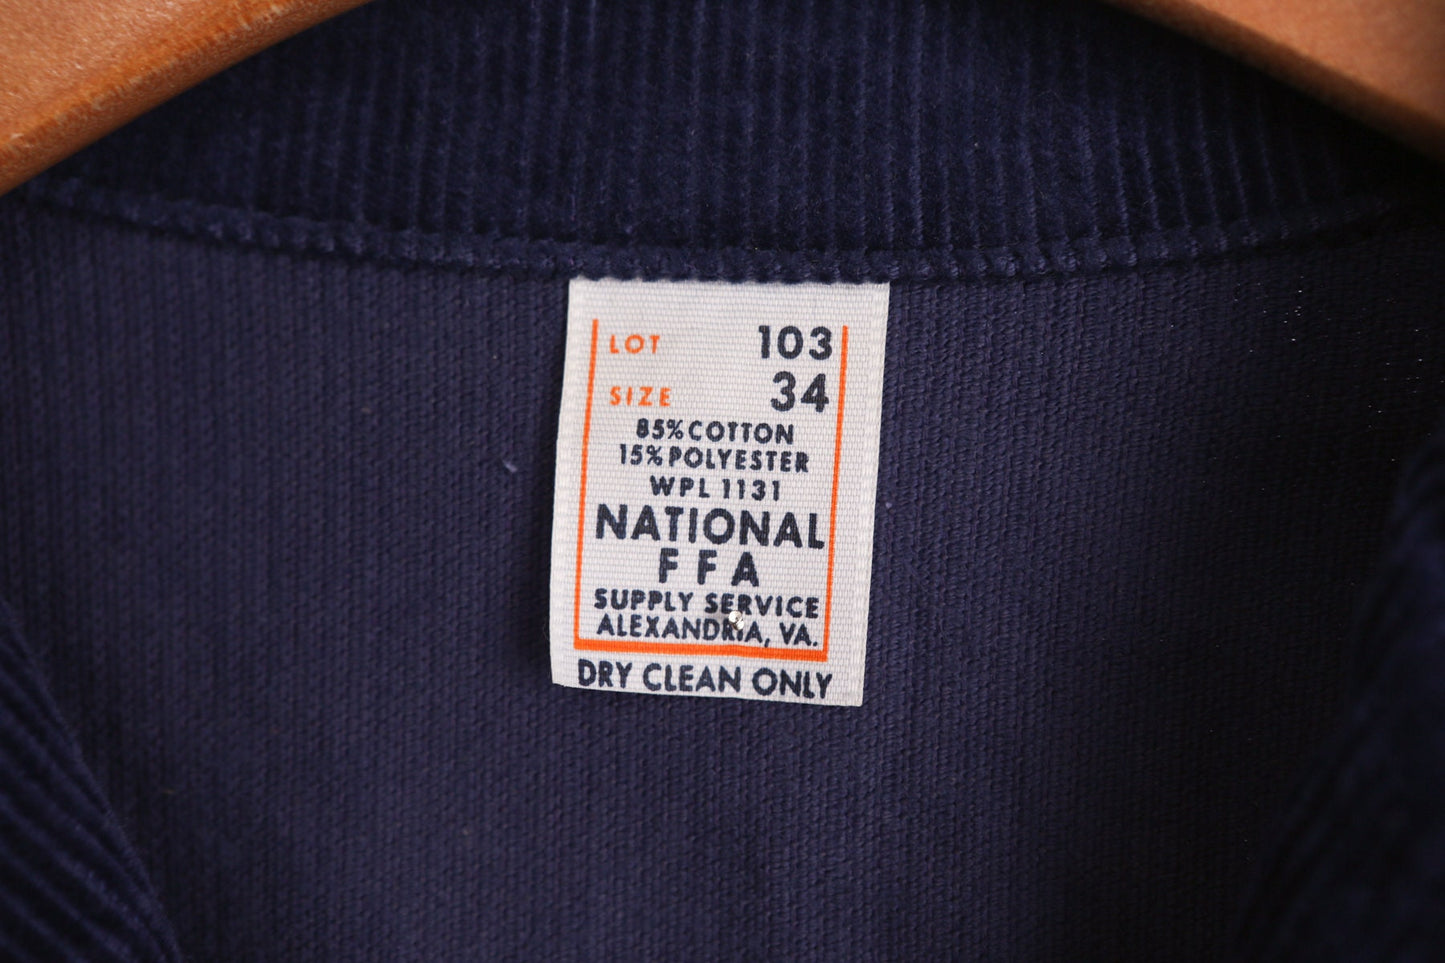 LOT 103
SIZE 34
85% COTTON
15% POLYESTER
WPL 1131
NATIONAL
FFA
SUPPLY SERVICE
ALEXANDRIA, VA.
DRY CLEAN ONLY